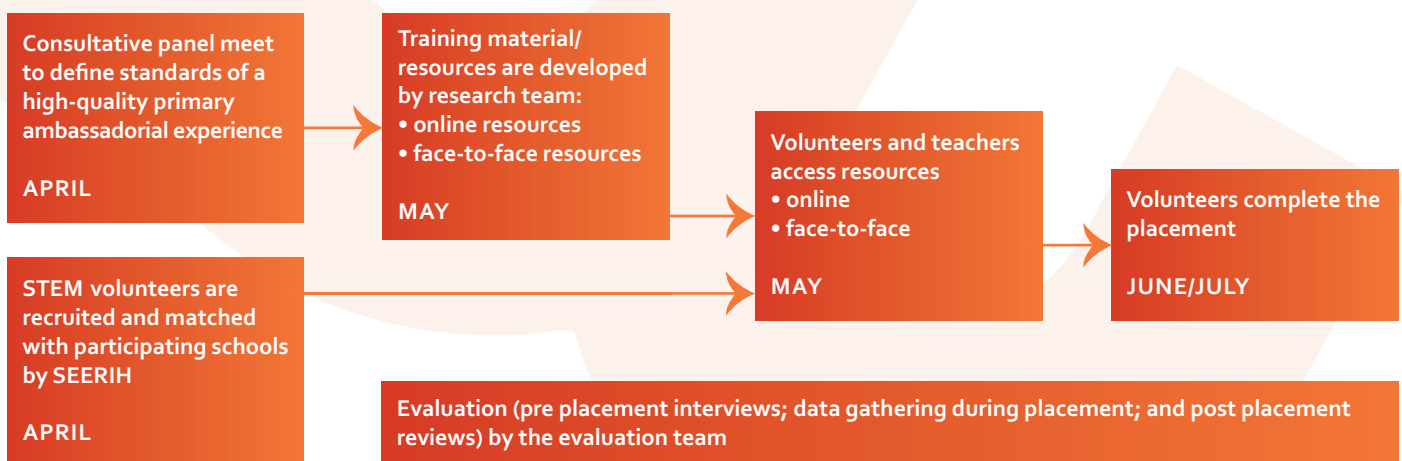 Consultative panel meet
to define standards of a
high-quality primary
ambassadorial experience
APRIL
Training material/
resources are developed
by research team:
• online resources
• face-to-face resources
MAY
STEM volunteers are
recruited and matched
with participating schools
by SEERIH
APRIL
Volunteers and teachers
access resources
• online
• face-to-face
MAY
Volunteers complete the
placement
JUNE/JULY
Evaluation (pre placement interviews; data gathering during placement; and post placement
reviews) by the evaluation team